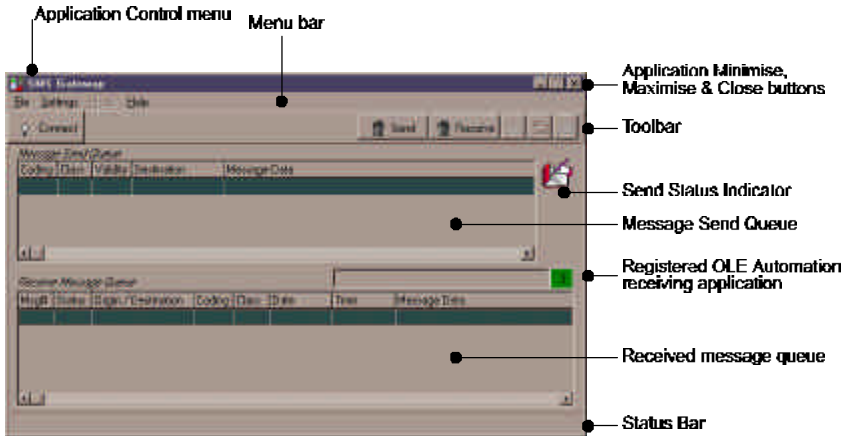 Application Control menu
Menu bar
Application Minimise,
Maximise & Close buttons
SMS Gateway
File Settings Help
Connect
Send
Receive
Toolbar
Message Send Queue
Coding Class Validity Destination Message Data
Send Status Indicator
Message Send Queue
Registered OLE Automation
receiving application
Receive Message Queue
Msg# Status Origin / Destination Coding Class Date Time Message Data
Received message queue
Status Bar